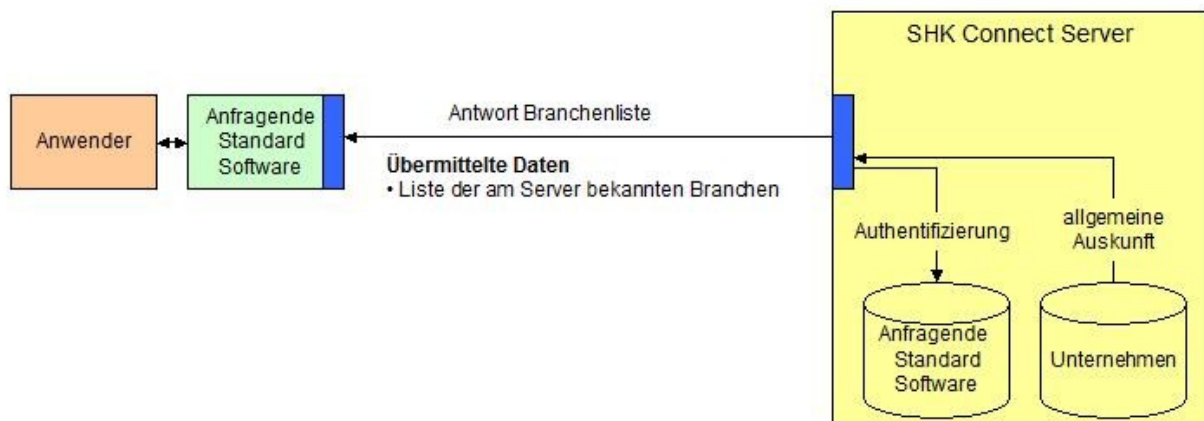 SHK Connect Server
Anwender
Anfragende
Standard
Software
Antwort Branchenliste
Übermittelte Daten
• Liste der am Server bekannten Branchen
Authentifizierung
allgemeine
Auskunft
Anfragende
Standard
Software
Unternehmen